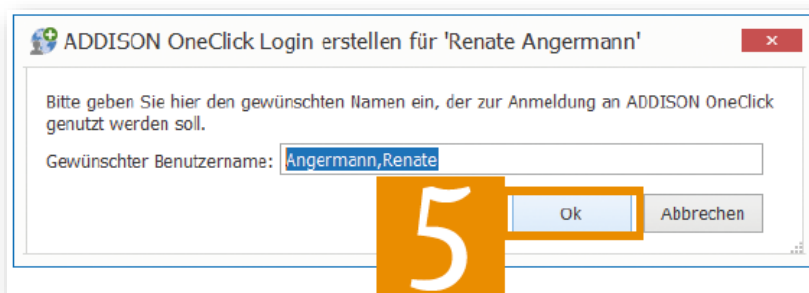 ADDISON OneClick Login erstellen für 'Renate Angermann'
Bitte geben Sie hier den gewünschten Namen ein, der zur Anmeldung an ADDISON OneClick
genutzt werden soll.
Gewünschter Benutzername: Angermann,Renate
5 Ok Abbrechen